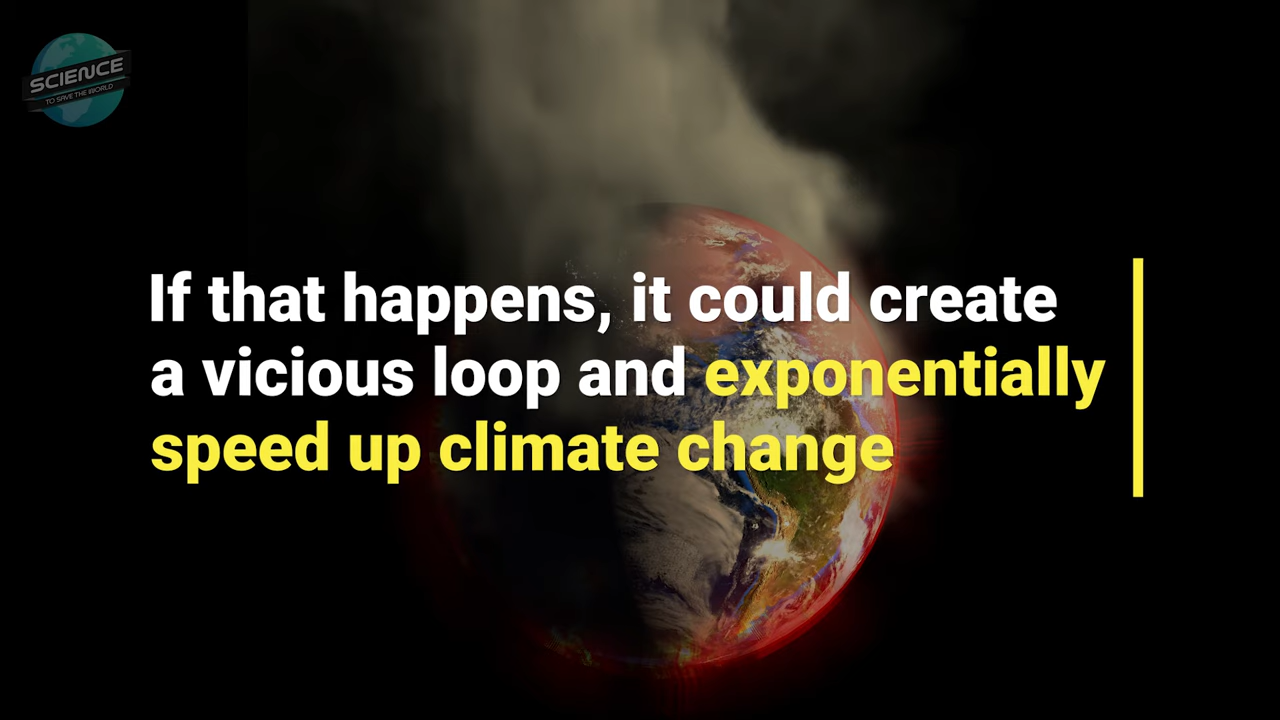 SCIENCE
TO SAVE THE WORLD
If that happens, it could create
a vicious loop and exponentially
speed up climate change